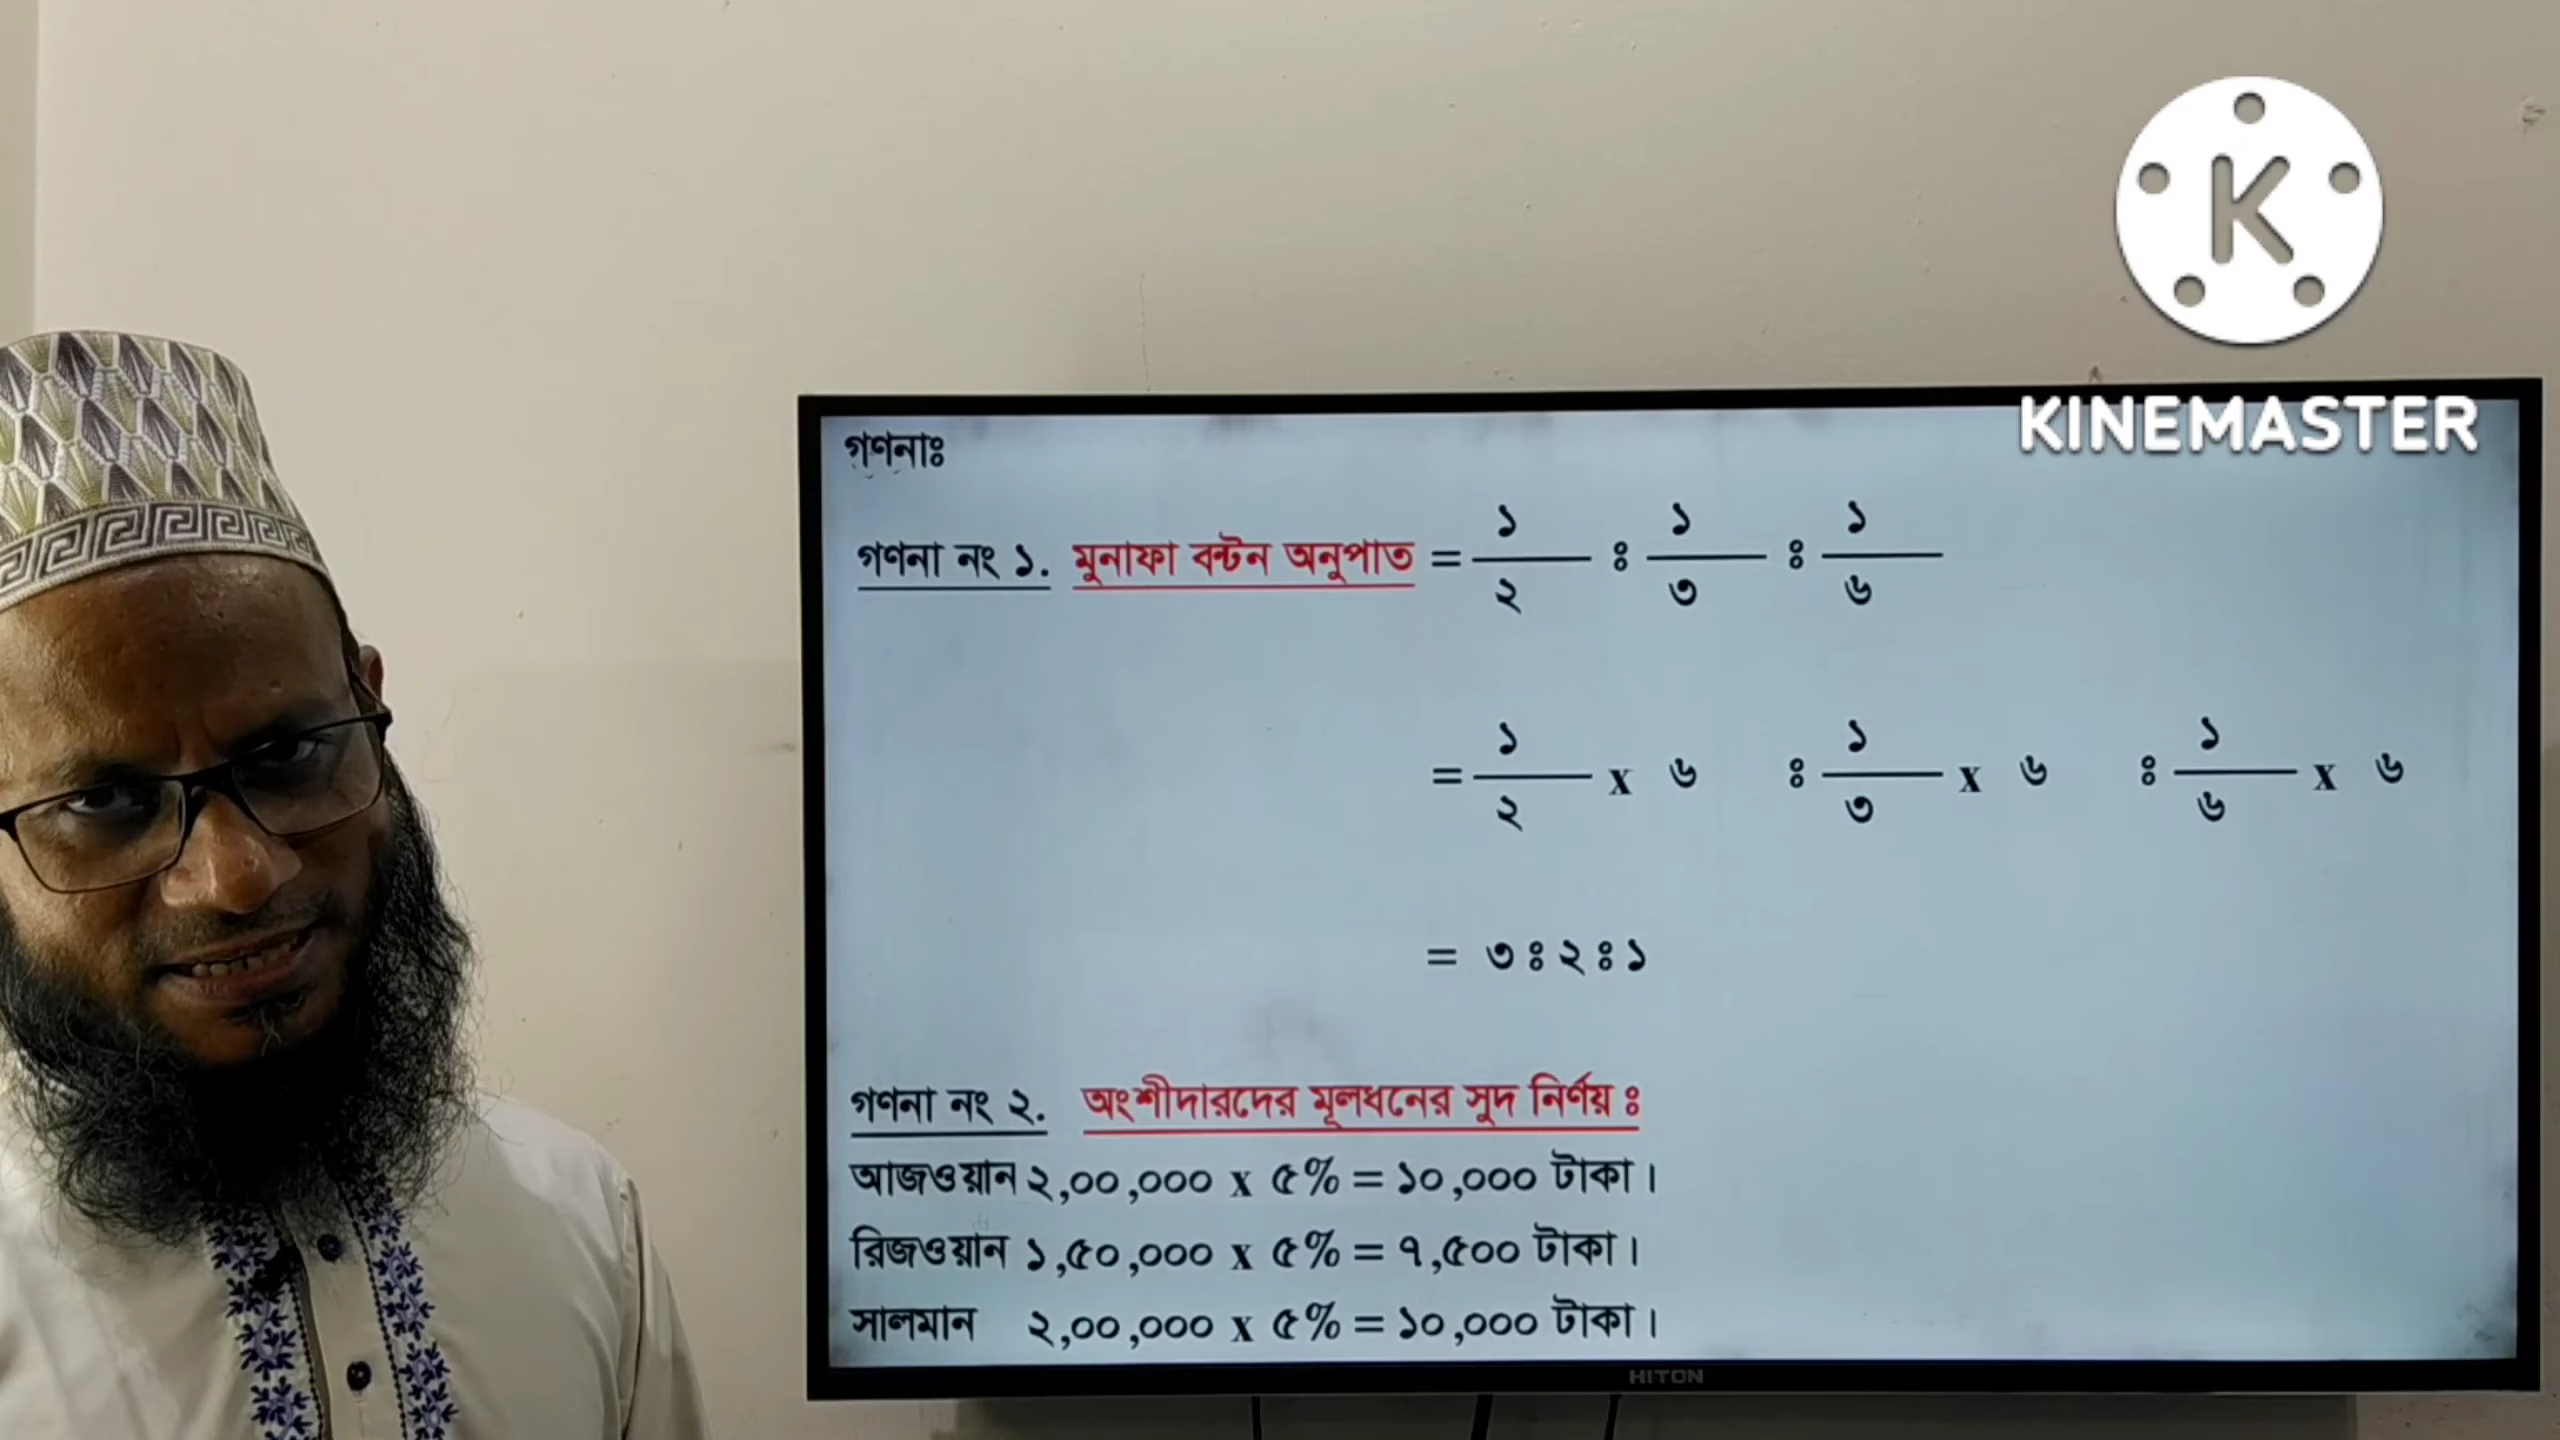 KINEMASTER
গণনাঃ
গণনা নং ১. মুনাফা বন্টন অনুপাত = ১/২ ঃ ১/৩ ঃ ১/৬
= ১/২ x ৬ ঃ ১/৩ x ৬ ঃ ১/৬ x ৬
= ৩ঃ২ঃ১
গণনা নং ২. অংশীদারদের মূলধনের সুদ নির্ণয় ঃ
আজওয়ান ২,০০,০০০ x ৫% = ১০,০০০ টাকা।
রিজওয়ান ১,৫০,০০০ x ৫% = ৭,৫০০ টাকা।
সালমান ২,০০,০০০ x ৫% = ১০,০০০ টাকা।
HITON